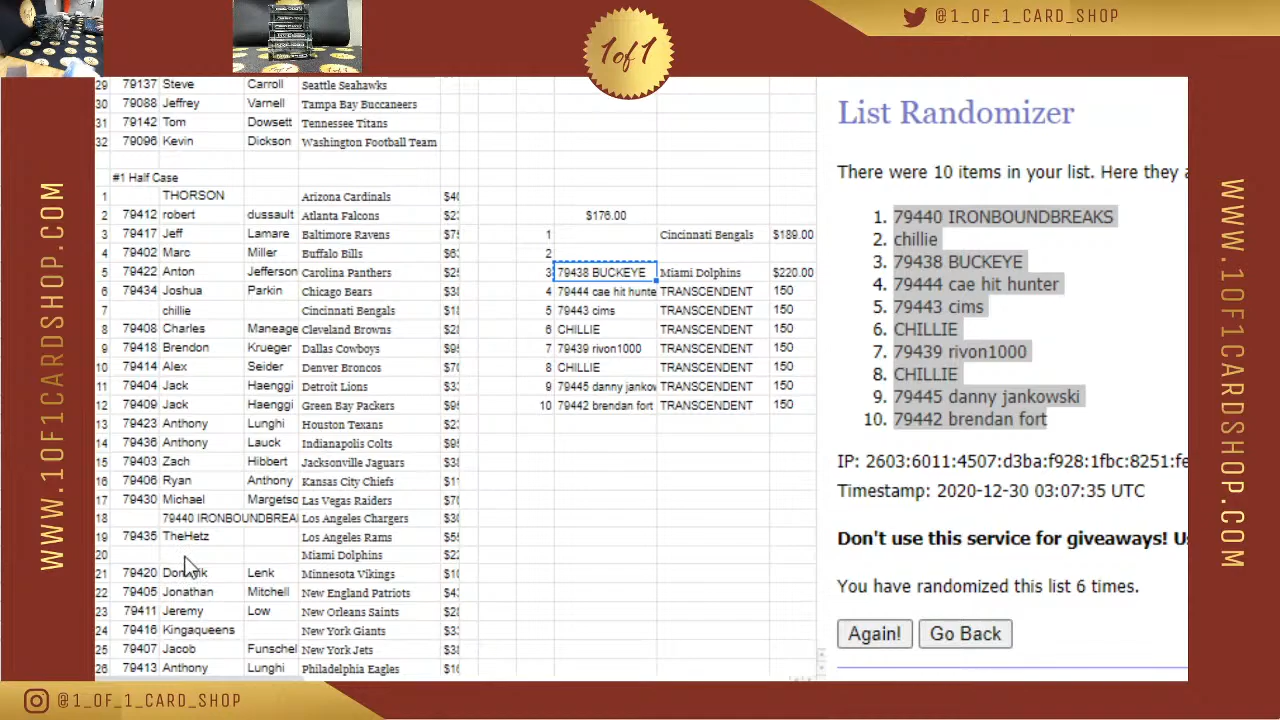 1of1
@1_OF_1_CARD_SHOP
WWW.1OF1CARDSHOP.COM
29 79137 Steve Carroll Seattle Seahawks
30 79088 Jeffrey Varnell Tampa Bay Buccaneers
31 79142 Tom Dowsett Tennessee Titans
32 79096 Kevin Dickson Washington Football Team
#1 Half Case
1 THORSON Arizona Cardinals
2 79412 robert dussault Atlanta Falcons $176.00
3 79417 Jeff Lamare Baltimore Ravens 1 Cincinnati Bengals $189.00
4 79402 Marc Miller Buffalo Bills 2
5 79422 Anton Jefferson Carolina Panthers 3 79438 BUCKEYE Miami Dolphins $220.00
6 79434 Joshua Parkin Chicago Bears 4 79444 cae hit hunte TRANSCENDENT 150
7 chillie Cincinnati Bengals 5 79443 cims TRANSCENDENT 150
8 79408 Charles Maneage Cleveland Browns 6 CHILLIE TRANSCENDENT 150
9 79418 Brendon Krueger Dallas Cowboys 7 79439 rivon1000 TRANSCENDENT 150
10 79414 Alex Seider Denver Broncos 8 CHILLIE TRANSCENDENT 150
11 79404 Jack Haenggi Detroit Lions 9 79445 danny jankow TRANSCENDENT 150
12 79409 Jack Haenggi Green Bay Packers 10 79442 brendan fort TRANSCENDENT 150
13 79423 Anthony Lunghi Houston Texans
14 79436 Anthony Lauck Indianapolis Colts
15 79403 Zach Hibbert Jacksonville Jaguars
16 79406 Ryan Anthony Kansas City Chiefs
17 79430 Michael Margetso Las Vegas Raiders
18 79440 IRONBOUNDBREA Los Angeles Chargers
19 79435 TheHetz Los Angeles Rams
20 Miami Dolphins
21 79420 Lenk Minnesota Vikings
22 79405 Jonathan Mitchell New England Patriots
23 79411 Jeremy Low New Orleans Saints
24 79416 Kingaqueens New York Giants
25 79407 Jacob Funschel New York Jets
26 79413 Anthony Lunghi Philadelphia Eagles
List Randomizer
There were 10 items in your list. Here they a
1. 79440 IRONBOUNDBREAKS
2. chillie
3. 79438 BUCKEYE
4. 79444 cae hit hunter
5. 79443 cims
6. CHILLIE
7. 79439 rivon1000
8. CHILLIE
9. 79445 danny jankowski
10. 79442 brendan fort
IP: 2603:6011:4507:d3ba:f928:1fbc:8251:fe
Timestamp: 2020-12-30 03:07:35 UTC
Don't use this service for giveaways! U
You have randomized this list 6 times.
Again! Go Back
WWW.1OF1CARDSHOP.COM
@1_OF_1_CARD_SHOP